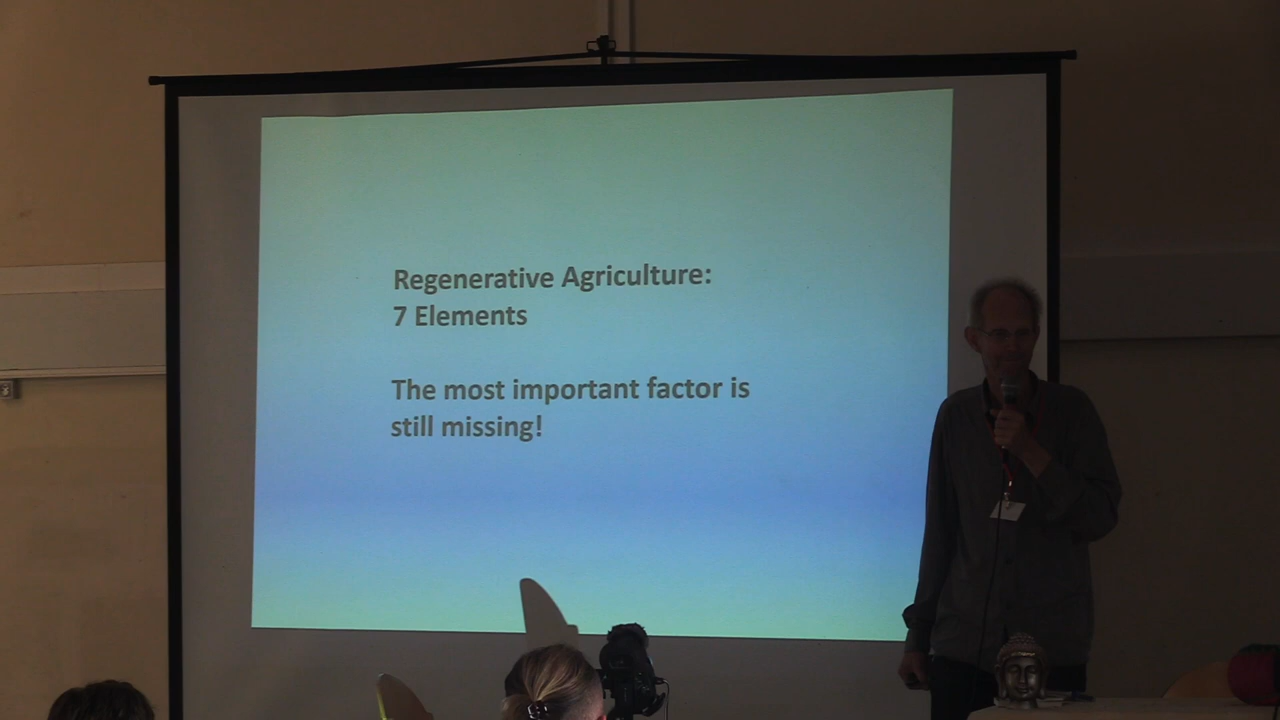 Regenerative Agriculture:
7 Elements
The most important factor is
still missing!